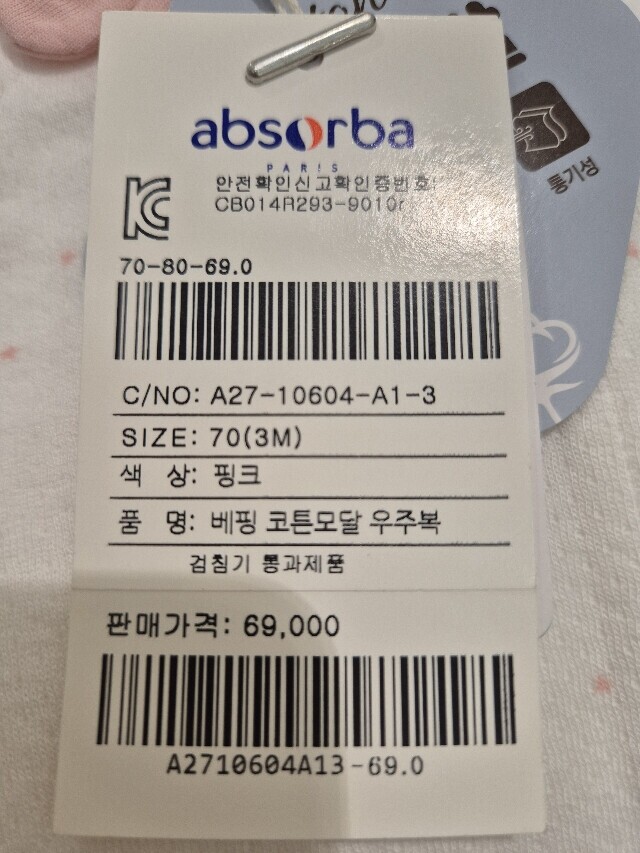 absorba
PARIS
안전확인신고확인증번호:
CB014R293-9010
통기성
70-80-69.0
C/NO: A27-10604-A1-3
SIZE: 70(3M)
색 상: 핑크
품 명: 베핑 코튼모달 우주복
검침기 통과제품
판매가격: 69,000
A2710604A13-69.0